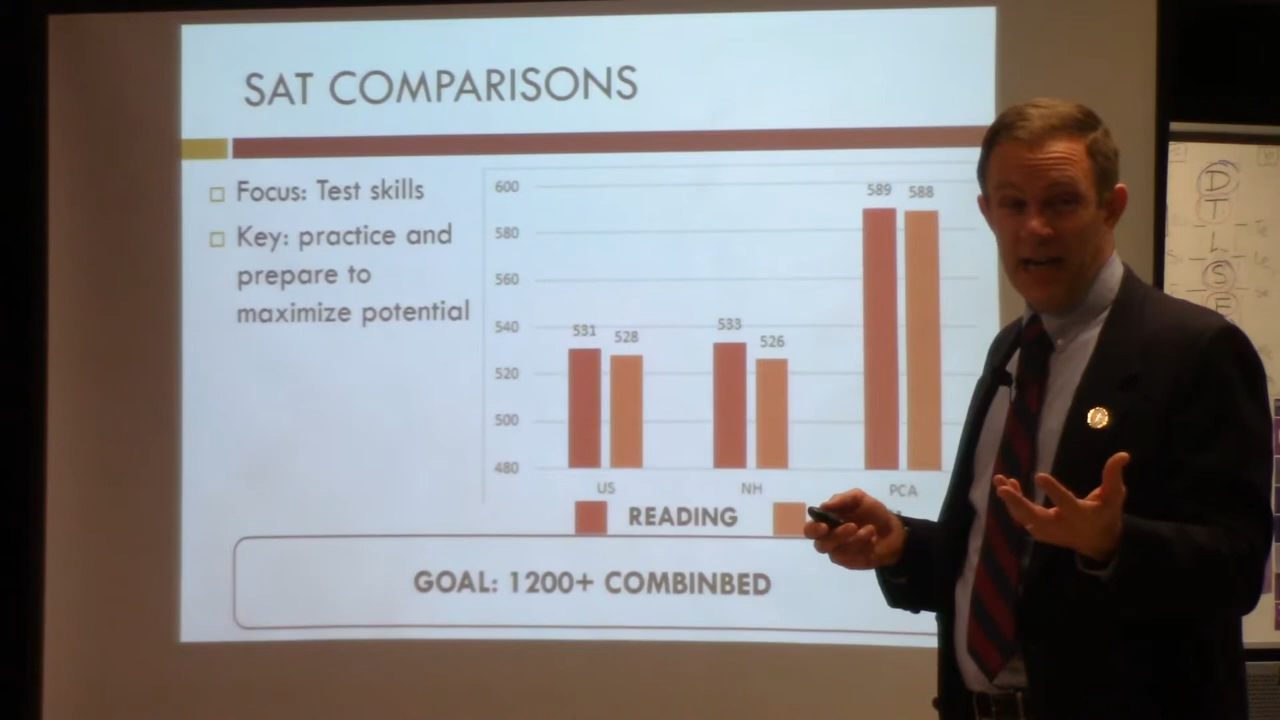 SAT COMPARISONS
Focus: Test skills
Key: practice and
prepare to
maximize potential
600
580
560
540
520
500
480
531
528
533
526
589
588
US
NH
PCA
READING
GOAL: 1200+ COMBINBED
D
T
L
S